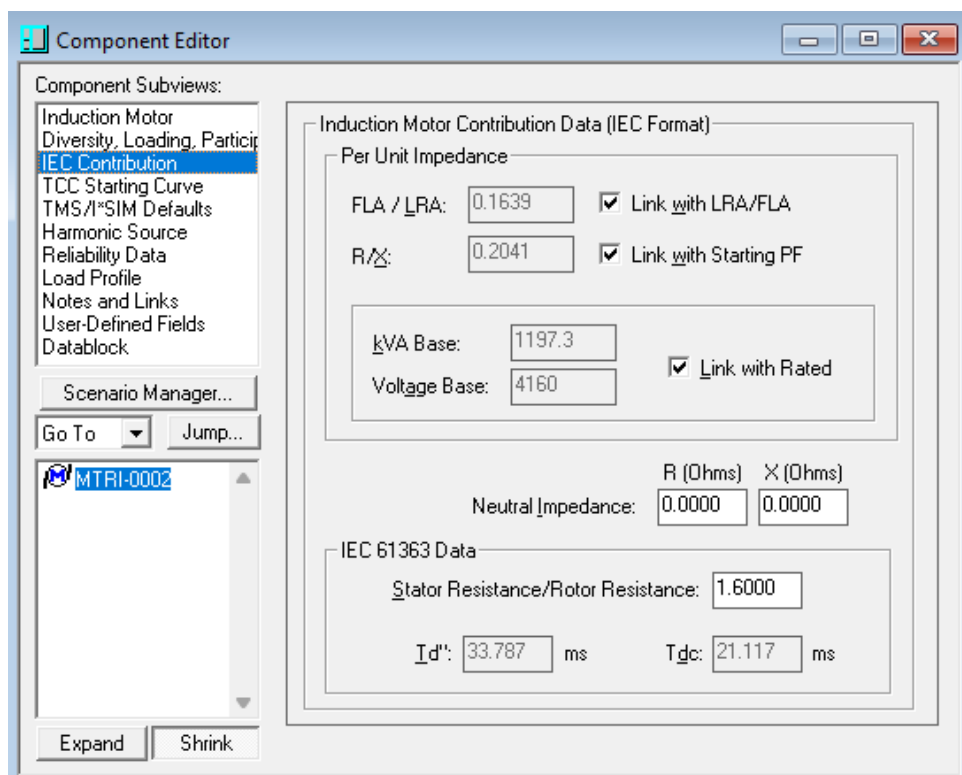 Component Editor
Component Subviews:
Induction Motor
Diversity, Loading, Particip
IEC Contribution
TCC Starting Curve
TMS/I*SIM Defaults
Harmonic Source
Reliability Data
Load Profile
Notes and Links
User-Defined Fields
Datablock
Scenario Manager...
Go To Jump...
MTRI-0002
Expand Shrink
Induction Motor Contribution Data (IEC Format)
Per Unit Impedance
FLA / LRA: 0.1639 Link with LRA/FLA
R/X: 0.2041 Link with Starting PF
kVA Base: 1197.3
Link with Rated
Voltage Base: 4160
R (Ohms) X (Ohms)
Neutral Impedance: 0.0000 0.0000
IEC 61363 Data
Stator Resistance/Rotor Resistance: 1.6000
Td'': 33.787 ms Tdc: 21.117 ms